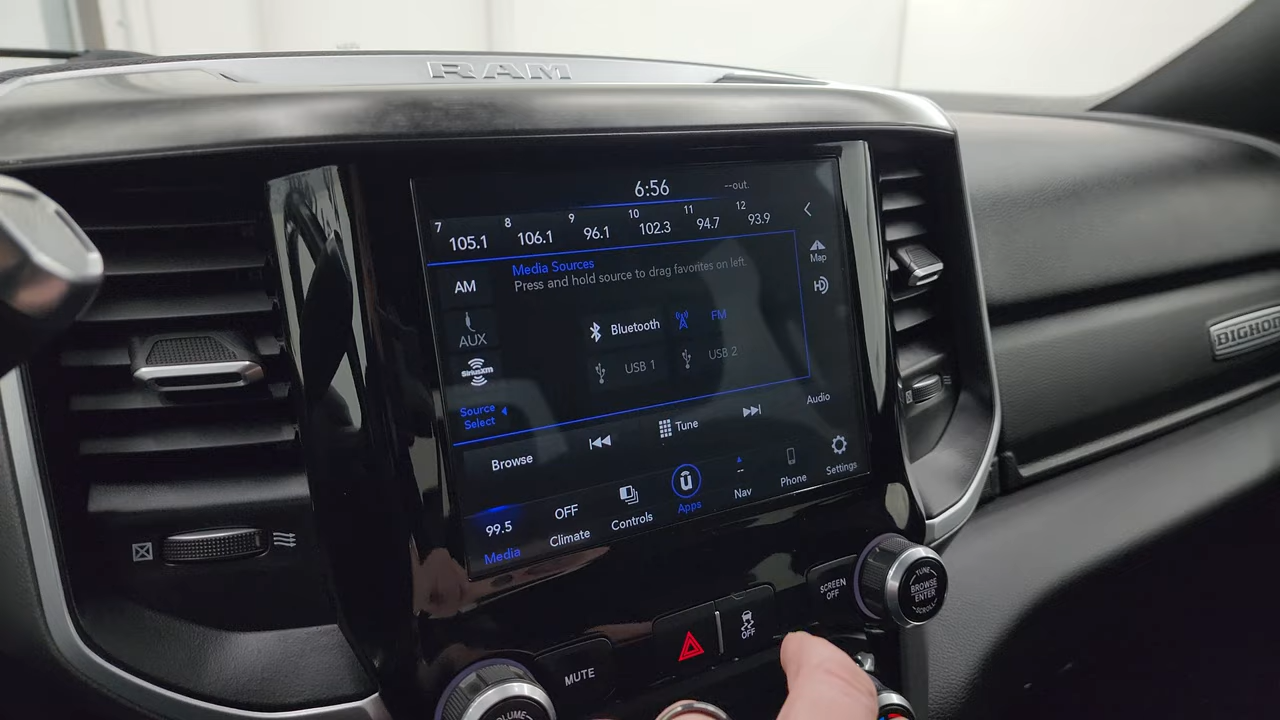 RAM
6:56
--out.
7 8 9 10 11 12
105.1 106.1 96.1 102.3 94.7 93.9
Media Sources
Press and hold source to drag favorites on left.
AM
AUX
SiriusXM
Source
Select
Bluetooth
FM
USB 1
USB 2
Map
HD
Browse
Tune
Audio
99.5
Media
OFF
Climate
Controls
ū
Apps
--
Nav
Phone
Settings
BIGHOR
MUTE
OFF
SCREEN
OFF
TUNE
BROWSE
ENTER
SCROLL
VOLUME